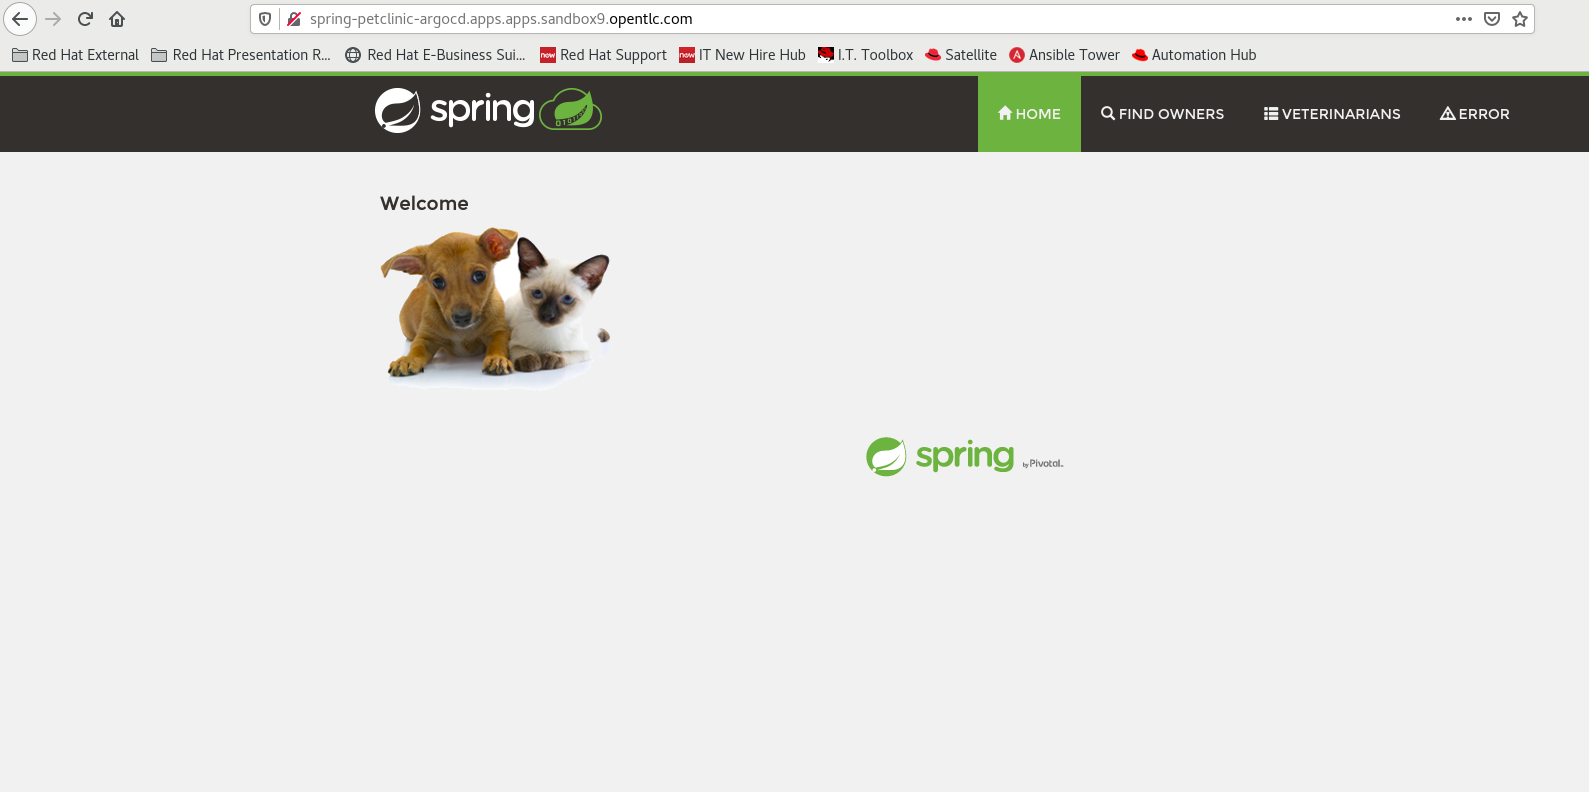 spring-petclinic-argocd.apps.apps.sandbox9.opentlc.com
Red Hat External Red Hat Presentation R... Red Hat E-Business Sui... now Red Hat Support now IT New Hire Hub I.T. Toolbox Satellite Ansible Tower Automation Hub
spring HOME FIND OWNERS VETERINARIANS ERROR
Welcome
spring by Pivotal.